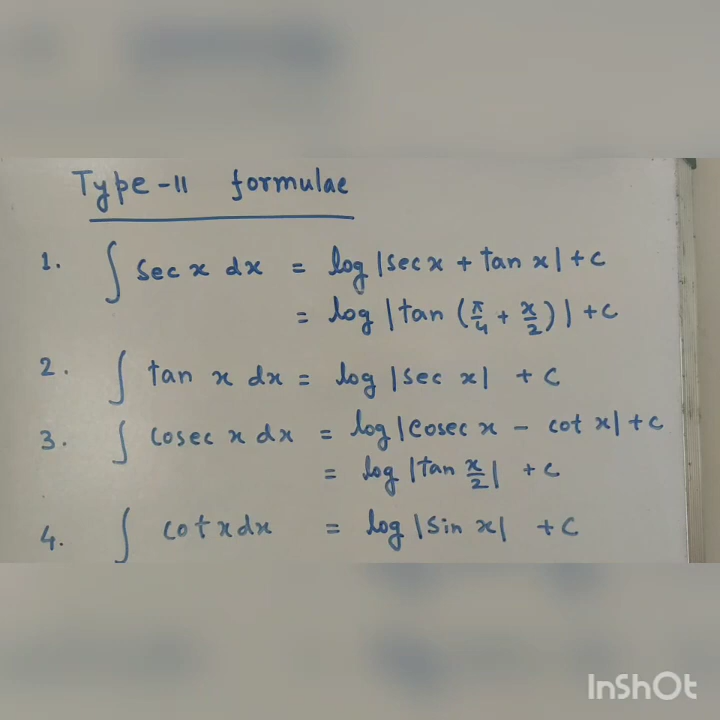 Type-II formulae
1. ∫ sec x dx = log |sec x + tan x| + c
= log |tan (π/4 + x/2)| + c
2. ∫ tan x dx = log |sec x| + c
3. ∫ cosec x dx = log |cosec x - cot x| + c
= log |tan x/2| + c
4. ∫ cot x dx = log |sin x| + c
InShOt